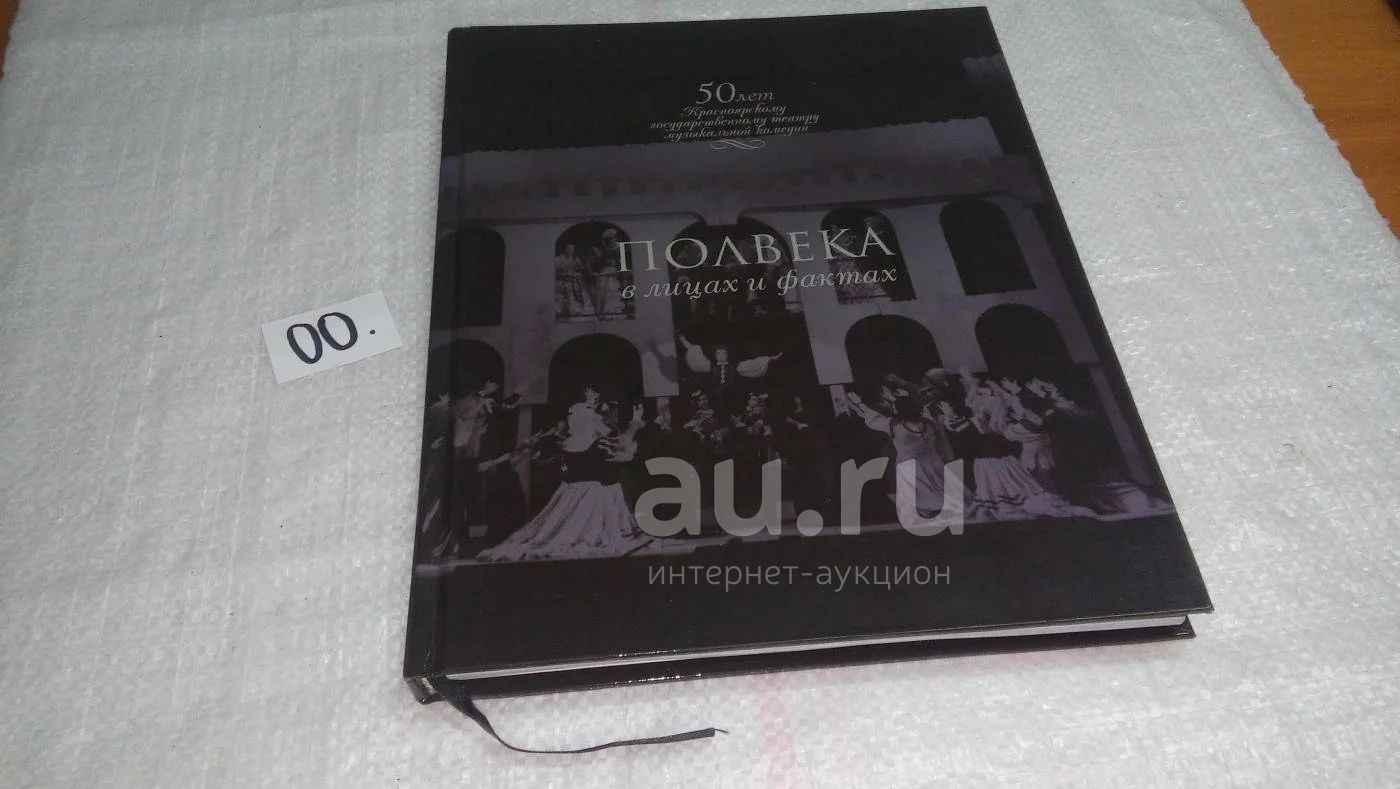 50 лет
Красноярскому
государственному театру
музыкальной комедии
ПОЛВЕКА
в лицах и фактах
00.
au.ru
интернет-аукцион